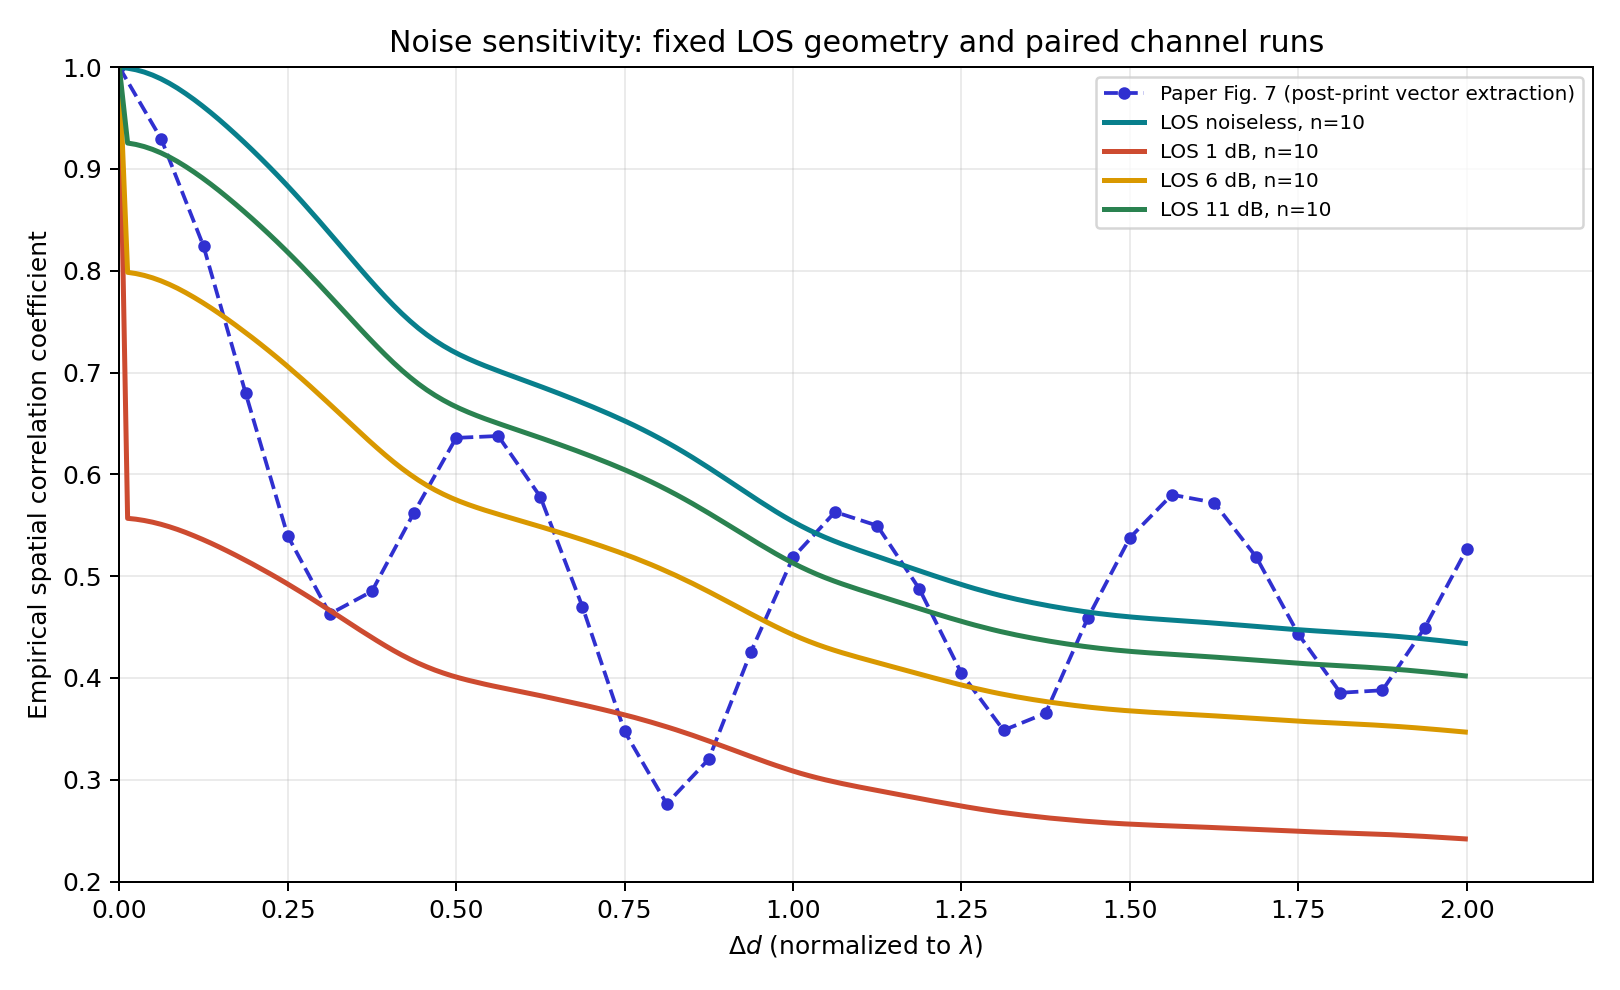 Noise sensitivity: fixed LOS geometry and paired channel runs
Paper Fig. 7 (post-print vector extraction)
LOS noiseless, n=10
LOS 1 dB, n=10
LOS 6 dB, n=10
LOS 11 dB, n=10
Empirical spatial correlation coefficient
1.0
0.9
0.8
0.7
0.6
0.5
0.4
0.3
0.2
0.00 0.25 0.50 0.75 1.00 1.25 1.50 1.75 2.00
Δd (normalized to λ)